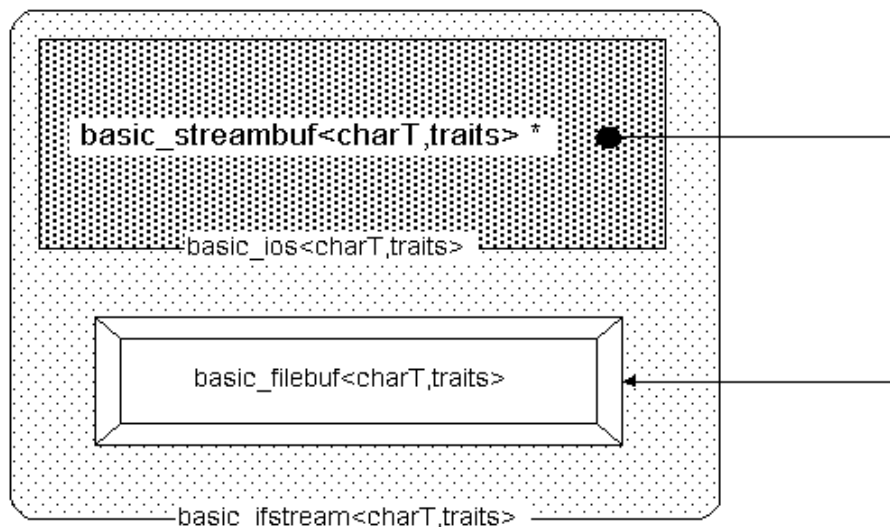 basic_streambuf<charT,traits> *
basic_ios<charT,traits>
basic_filebuf<charT,traits>
basic_ifstream<charT,traits>